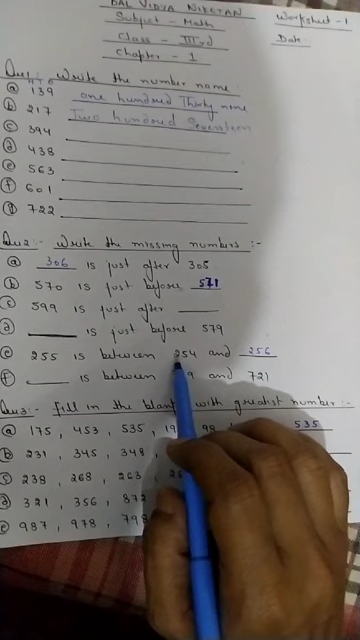 BAL VIDYA NIKETAN
Subject - Math
Worksheet - 1
Class - IIIrd
Date
Chapter - 1
Que1:- Write the number name:
H T O
(a) 139 one hundred Thirty nine
(b) 217 Two hundred Seventeen
(c) 394
(d) 438
(e) 563
(f) 601
(g) 722
Que2:- Write the missing numbers:-
(a) 306 is just after 305
(b) 570 is just before 571
(c) 599 is just after
(d) is just before 579
(e) 255 is between 254 and 256
(f) is between 9 and 721
Que3:- Fill in the blank with greatest number:-
(a) 175, 453, 535, 98, 535
(b) 231, 345, 348,
(c) 238, 268, 263,
(d) 321, 356, 872
(e) 987, 978, 798